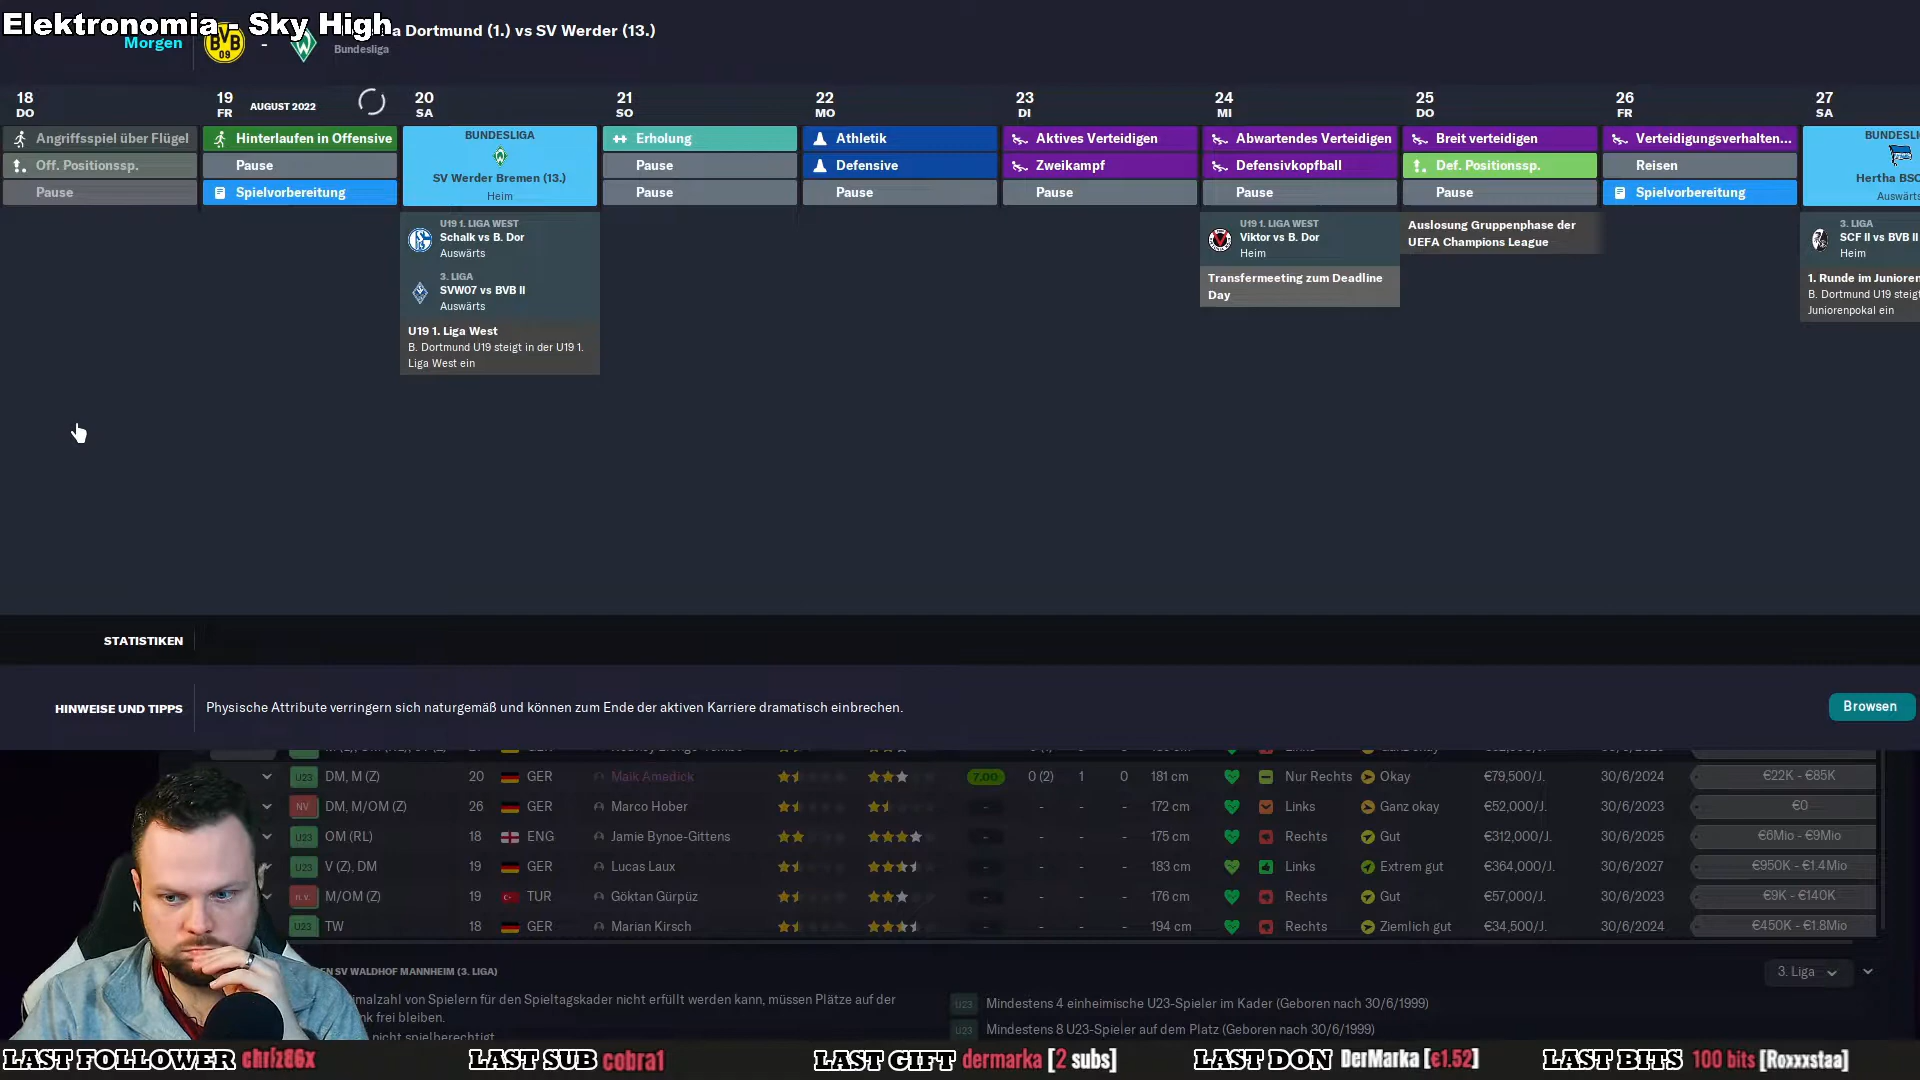 Elektronomia - Sky High
Morgen
a Dortmund (1.) vs SV Werder (13.)
Bundesliga
18
DO
19
FR
AUGUST 2022
20
SA
21
SO
22
MO
23
DI
24
MI
25
DO
26
FR
27
SA
Angriffsspiel über Flügel
Off. Positionssp.
Pause
Hinterlaufen in Offensive
Pause
Spielvorbereitung
BUNDESLIGA
SV Werder Bremen (13.)
Heim
Erholung
Pause
Pause
Athletik
Defensive
Pause
Aktives Verteidigen
Zweikampf
Pause
Abwartendes Verteidigen
Defensivkopfball
Pause
Breit verteidigen
Def. Positionssp.
Pause
Verteidigungsverhalten...
Reisen
Spielvorbereitung
BUNDESLI
Hertha BSC
Auswärts
U19 1. LIGA WEST
Schalk vs B. Dor
Auswärts
3. LIGA
SVW07 vs BVB II
Auswärts
U19 1. Liga West
B. Dortmund U19 steigt in der U19 1.
Liga West ein
U19 1. LIGA WEST
Viktor vs B. Dor
Heim
Transfermeeting zum Deadline
Day
Auslosung Gruppenphase der
UEFA Champions League
3. LIGA
SCF II vs BVB II
Heim
1. Runde im Junioren
B. Dortmund U19 steigt
Juniorenpokal ein
STATISTIKEN
HINWEISE UND TIPPS
Physische Attribute verringern sich naturgemäß und können zum Ende der aktiven Karriere dramatisch einbrechen.
Browsen
U23 DM, M (Z) 20 GER Maik Amedick 7.00 0 (2) 1 0 181 cm Nur Rechts Okay €79,500/J. 30/6/2024 €22K - €85K
NV DM, M/OM (Z) 26 GER Marco Hober - - - - 172 cm Links Ganz okay €52,000/J. 30/6/2023 €0
U23 OM (RL) 18 ENG Jamie Bynoe-Gittens - - - - 175 cm Rechts Gut €312,000/J. 30/6/2025 €6Mio - €9Mio
U23 V (Z), DM 19 GER Lucas Laux - - - - 183 cm Links Extrem gut €364,000/J. 30/6/2027 €950K - €1.4Mio
n.v. M/OM (Z) 19 TUR Göktan Gürpüz - - - - 176 cm Rechts Gut €57,000/J. 30/6/2023 €9K - €140K
U23 TW 18 GER Marian Kirsch - - - - 194 cm Rechts Ziemlich gut €34,500/J. 30/6/2024 €450K - €1.8Mio
EN SV WALDHOF MANNHEIM (3. LIGA)
3. Liga
imalzahl von Spielern für den Spieltagskader nicht erfüllt werden kann, müssen Plätze auf der
nk frei bleiben.
nicht spielberechtigt
U23 Mindestens 4 einheimische U23-Spieler im Kader (Geboren nach 30/6/1999)
U23 Mindestens 8 U23-Spieler auf dem Platz (Geboren nach 30/6/1999)
LAST FOLLOWER chriz86x
LAST SUB cobra1
LAST GIFT dermarka [2 subs]
LAST DON DerMarka [€1.52]
LAST BITS 100 bits [Roxxxstaa]